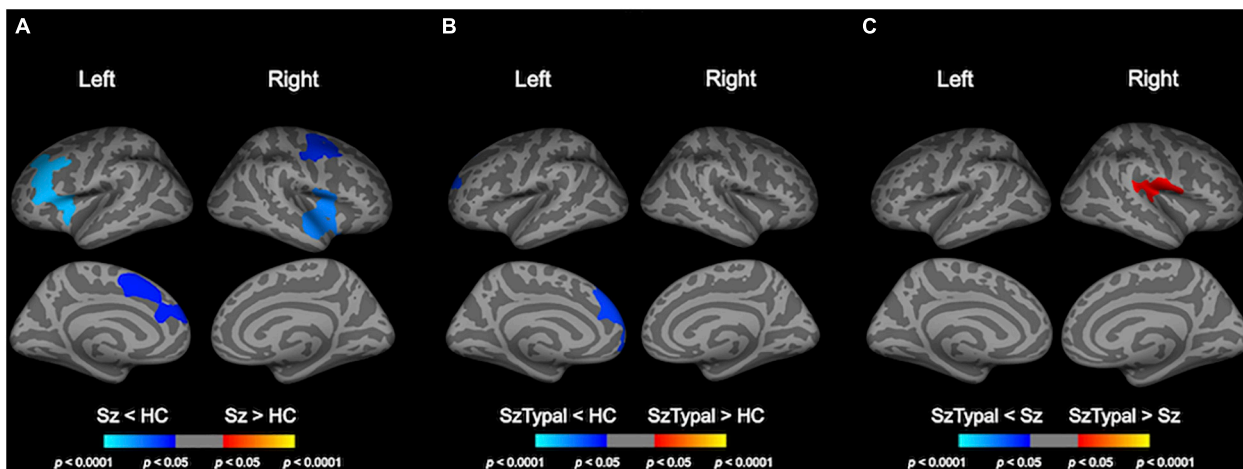 A
B
C
Left Right
Left Right
Left Right
Sz < HC Sz > HC
SzTypal < HC SzTypal > HC
SzTypal < Sz SzTypal > Sz
p < 0.0001 p < 0.05 p < 0.05 p < 0.0001
p < 0.0001 p < 0.05 p < 0.05 p < 0.0001
p < 0.0001 p < 0.05 p < 0.05 p < 0.0001